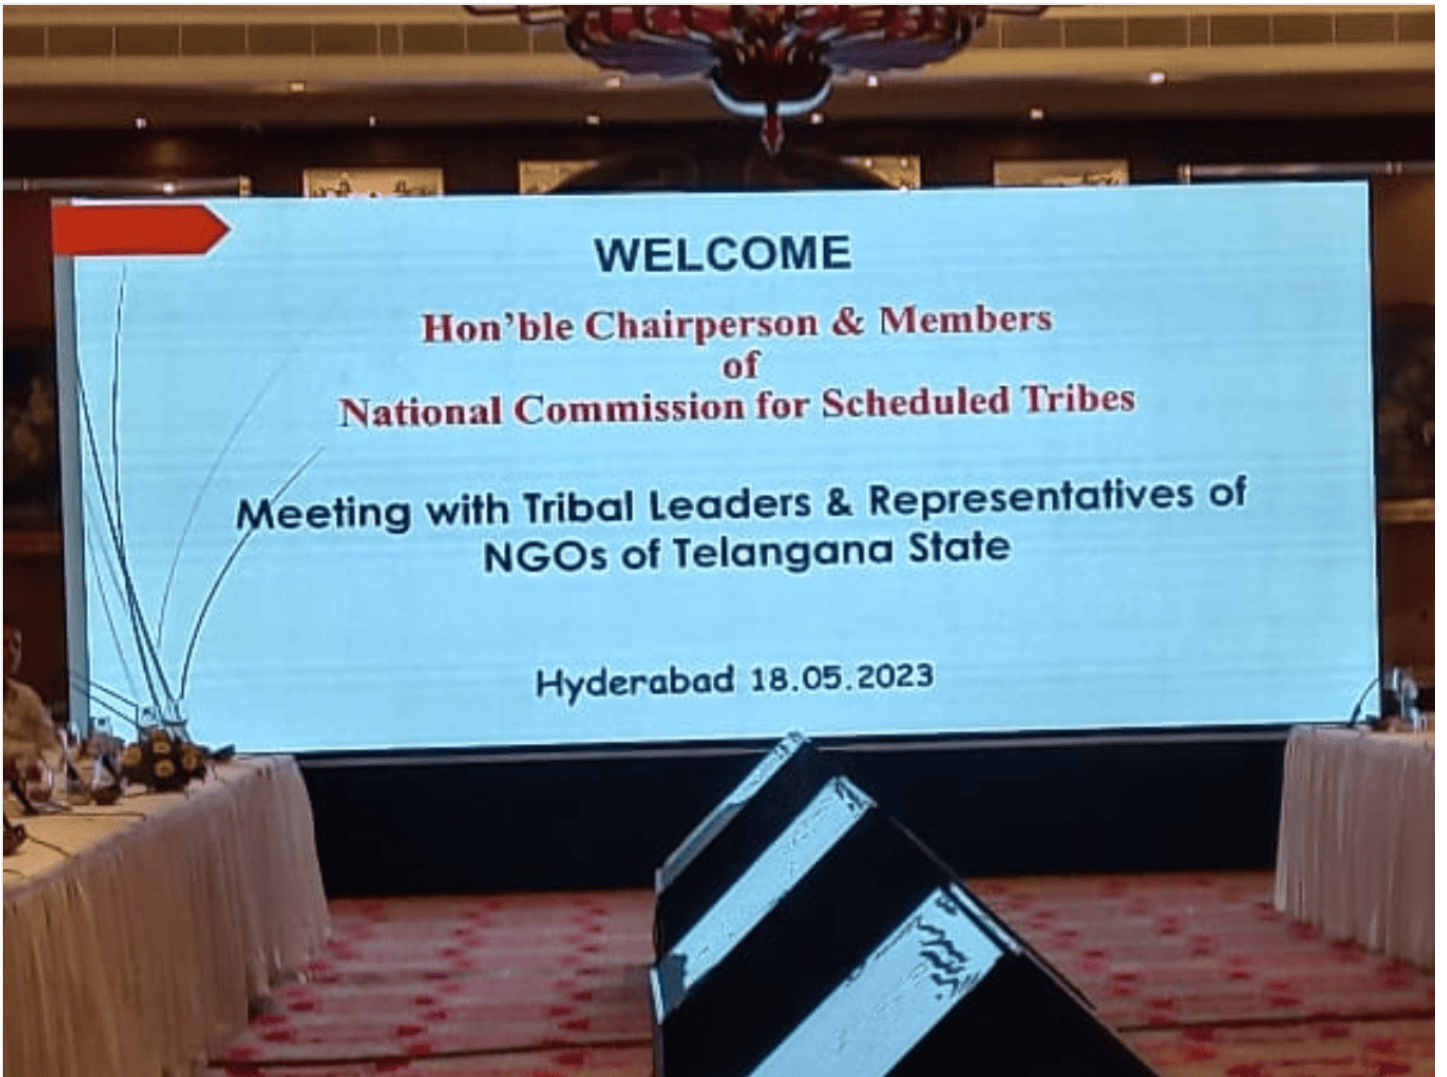 WELCOME
Hon'ble Chairperson & Members
of
National Commission for Scheduled Tribes
Meeting with Tribal Leaders & Representatives of
NGOs of Telangana State
Hyderabad 18.05.2023